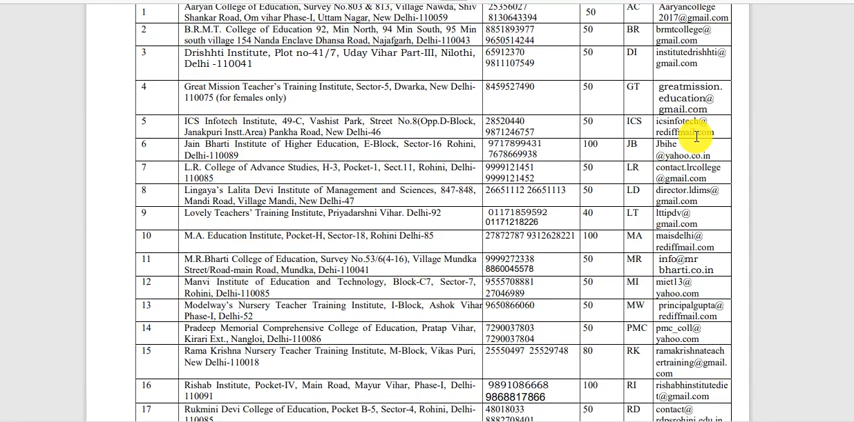 1 Aaryan College of Education, Survey No.803 & 813, Village Nawda, Shiv 25356027 50 AC Aaryancollege
Shankar Road, Om vihar Phase-I, Uttam Nagar, New Delhi-110059 8130643394 2017@gmail.com
2 B.R.M.T. College of Education 92, Min North, 94 Min South, 95 Min 8851893977 50 BR brmtcollege@
south village 154 Nanda Enclave Dhansa Road, Najafgarh, Delhi-110043 9650514244 gmail.com
3 Drishhti Institute, Plot no-41/7, Uday Vihar Part-III, Nilothi, 65912370 50 DI institutedrishhti@
Delhi -110041 9811107549 gmail.com
4 Great Mission Teacher's Training Institute, Sector-5, Dwarka, New Delhi- 8459527490 50 GT greatmission.
110075 (for females only) education@
gmail.com
5 ICS Infotech Institute, 49-C, Vashist Park, Street No.8(Opp.D-Block, 28520440 50 ICS icsinfotech@
Janakpuri Instt.Area) Pankha Road, New Delhi-46 9871246757 rediffmail.com
6 Jain Bharti Institute of Higher Education, E-Block, Sector-16 Rohini, 9717899431 100 JB Jbihe
Delhi-110089 7678669938 @yahoo.co.in
7 L.R. College of Advance Studies, H-3, Pocket-1, Sect.11, Rohini, Delhi- 9999121451 50 LR contact.lrcollege
110085 9999121452 @gmail.com
8 Lingaya's Lalita Devi Institute of Management and Sciences, 847-848, 26651112 26651113 50 LD director.ldims@
Mandi Road, Village Mandi, New Delhi-47 gmail.com
9 Lovely Teachers' Training Institute, Priyadarshni Vihar. Delhi-92 01171859592 40 LT lttipdv@
01171218226 gmail.com
10 M.A. Education Institute, Pocket-H, Sector-18, Rohini Delhi-85 27872787 9312628221 100 MA maisdelhi@
rediffmail.com
11 M.R.Bharti College of Education, Survey No.53/6(4-16), Village Mundka 9999272338 50 MR info@mr
Street/Road-main Road, Mundka, Dehi-110041 8860045578 bharti.co.in
12 Manvi Institute of Education and Technology, Block-C7, Sector-7, 9555708881 50 MI miet13@
Rohini, Delhi-110085 27046989 yahoo.com
13 Modelway's Nursery Teacher Training Institute, I-Block, Ashok Vihar 9650866060 50 MW principalgupta@
Phase-I, Delhi-52 rediffmail.com
14 Pradeep Memorial Comprehensive College of Education, Pratap Vihar, 7290037803 50 PMC pmc_coll@
Kirari Ext., Nangloi, Delhi-110086 7290037804 yahoo.com
15 Rama Krishna Nursery Teacher Training Institute, M-Block, Vikas Puri, 25550497 25529748 80 RK ramakrishnateach
New Delhi-110018 ertraining@gmail.
com
16 Rishab Institute, Pocket-IV, Main Road, Mayur Vihar, Phase-I, Delhi- 9891086668 100 RI rishabhinstitutedie
110091 9868817866 t@gmail.com
17 Rukmini Devi College of Education, Pocket B-5, Sector-4, Rohini, Delhi- 48018033 50 RD contact@
110085 8882708401 rdpsrohini.edu.in